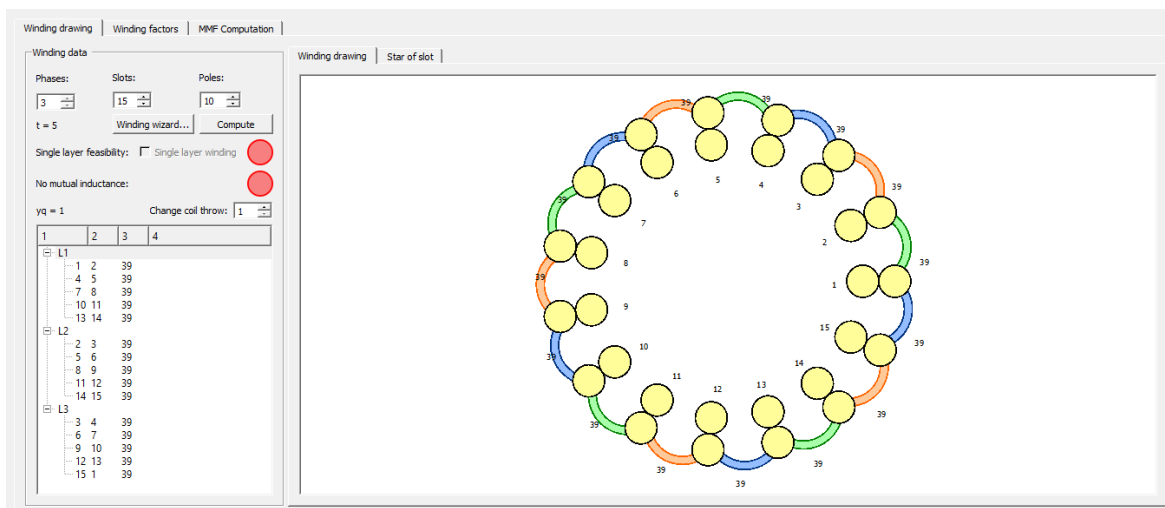 Winding drawing Winding factors MMF Computation
Winding data
Phases: Slots: Poles:
3 15 10
t = 5 Winding wizard... Compute
Single layer feasibility: Single layer winding
No mutual inductance:
yq = 1 Change coil throw: 1
1 2 3 4
L1
1 2 39
4 5 39
7 8 39
10 11 39
13 14 39
L2
2 3 39
5 6 39
8 9 39
11 12 39
14 15 39
L3
3 4 39
6 7 39
9 10 39
12 13 39
15 1 39
Winding drawing Star of slot
39 39
39 39
5 4
6 3
39 39
7 2
8 39
39 1
9 15
39 10 14 39
11 12 13
39 39
39 39
39